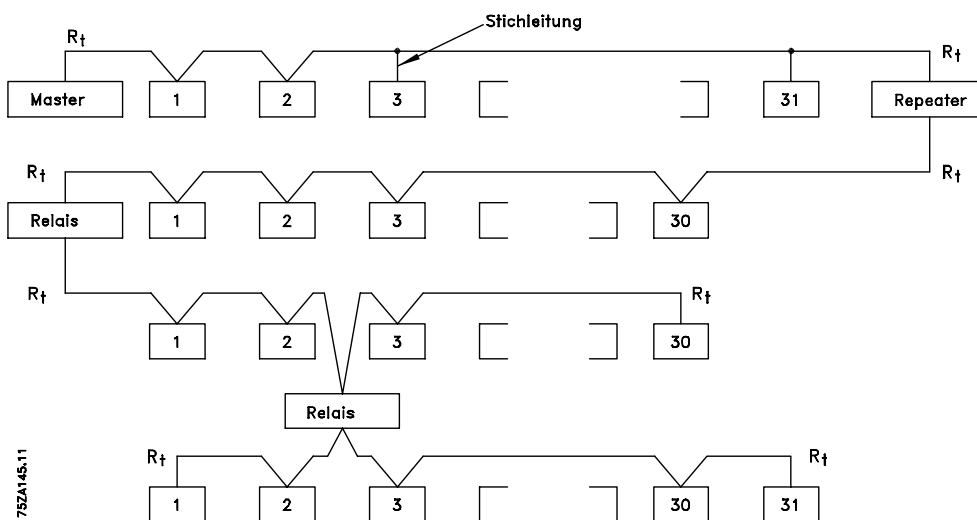 Stichleitung
Rt Rt
Master 1 2 3 31 Repeater
Rt Rt
Relais 1 2 3 30
Rt Rt
1 2 3 30
Relais
Rt Rt
1 2 3 30 31
75ZA145.11